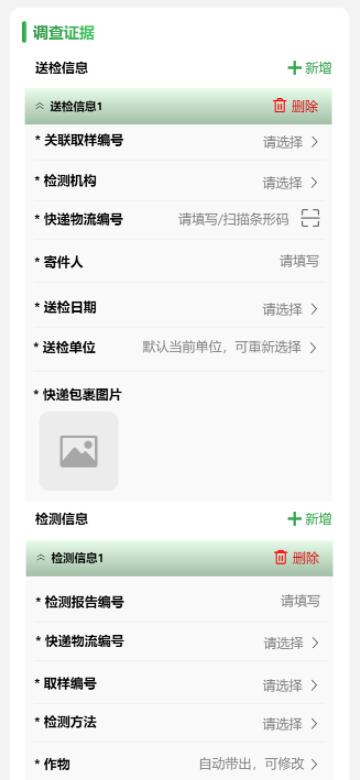 调查证据
送检信息 新增
送检信息1 删除
* 关联取样编号 请选择
* 检测机构 请选择
* 快递物流编号 请填写/扫描条形码
* 寄件人 请填写
* 送检日期 请选择
* 送检单位 默认当前单位，可重新选择
* 快递包裹图片
检测信息 新增
检测信息1 删除
* 检测报告编号 请填写
* 快递物流编号 请选择
* 取样编号 请选择
* 检测方法 请选择
* 作物 自动带出，可修改